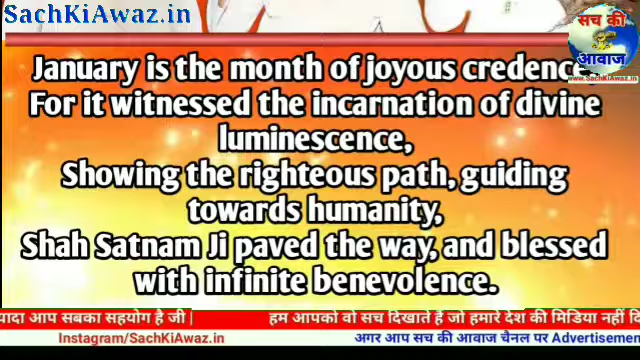 SachKiAwaz.in
सच की
आवाज
www.SachKiAwaz.in
January is the month of joyous credence
For it witnessed the incarnation of divine
luminescence,
Showing the righteous path, guiding
towards humanity,
Shah Satnam Ji paved the way, and blessed
with infinite benevolence.
यादा आप सबका सहयोग है जी | हम आपको वो सच दिखाते हैं जो हमारे देश की मिडिया नहीं दि
Instagram/SachKiAwaz.in अगर आप सच की आवाज चैनल पर Advertisemen